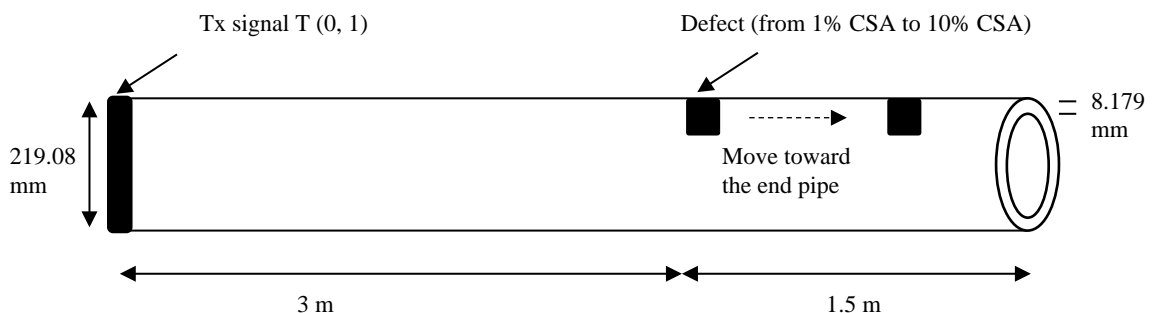 Tx signal T (0, 1)
Defect (from 1% CSA to 10% CSA)
8.179
mm
219.08
mm
Move toward
the end pipe
3 m
1.5 m